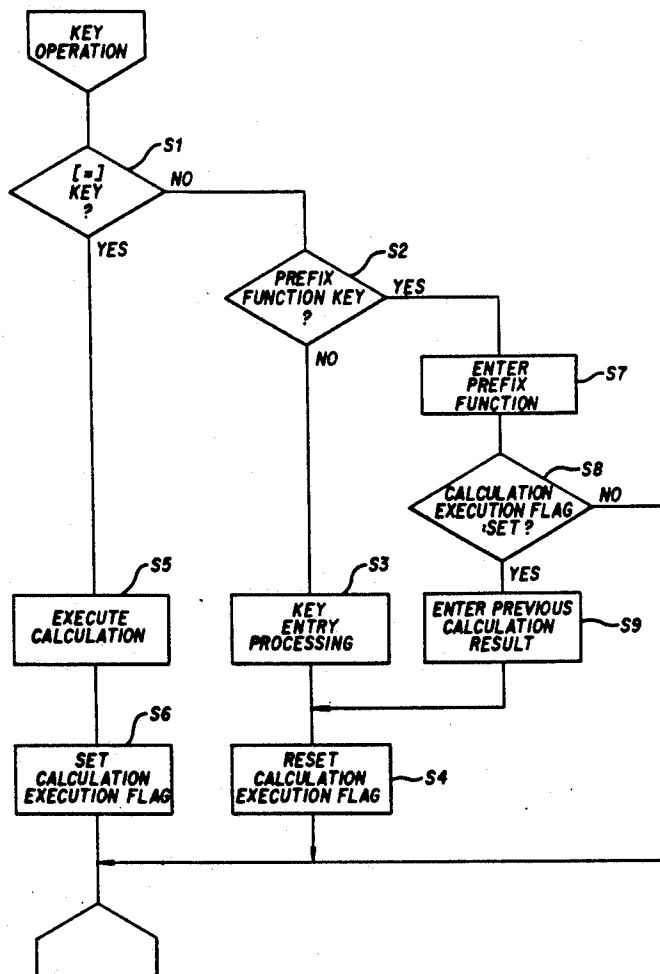 KEY
OPERATION
S1
[=]
KEY
?
NO
YES
S2
PREFIX
FUNCTION KEY
?
YES
NO
ENTER
PREFIX
FUNCTION
S7
S8
CALCULATION
EXECUTION FLAG
SET?
NO
YES
S5
EXECUTE
CALCULATION
S3
KEY
ENTRY
PROCESSING
ENTER PREVIOUS
CALCULATION
RESULT
S9
S6
SET
CALCULATION
EXECUTION FLAG
RESET
CALCULATION
EXECUTION FLAG
S4